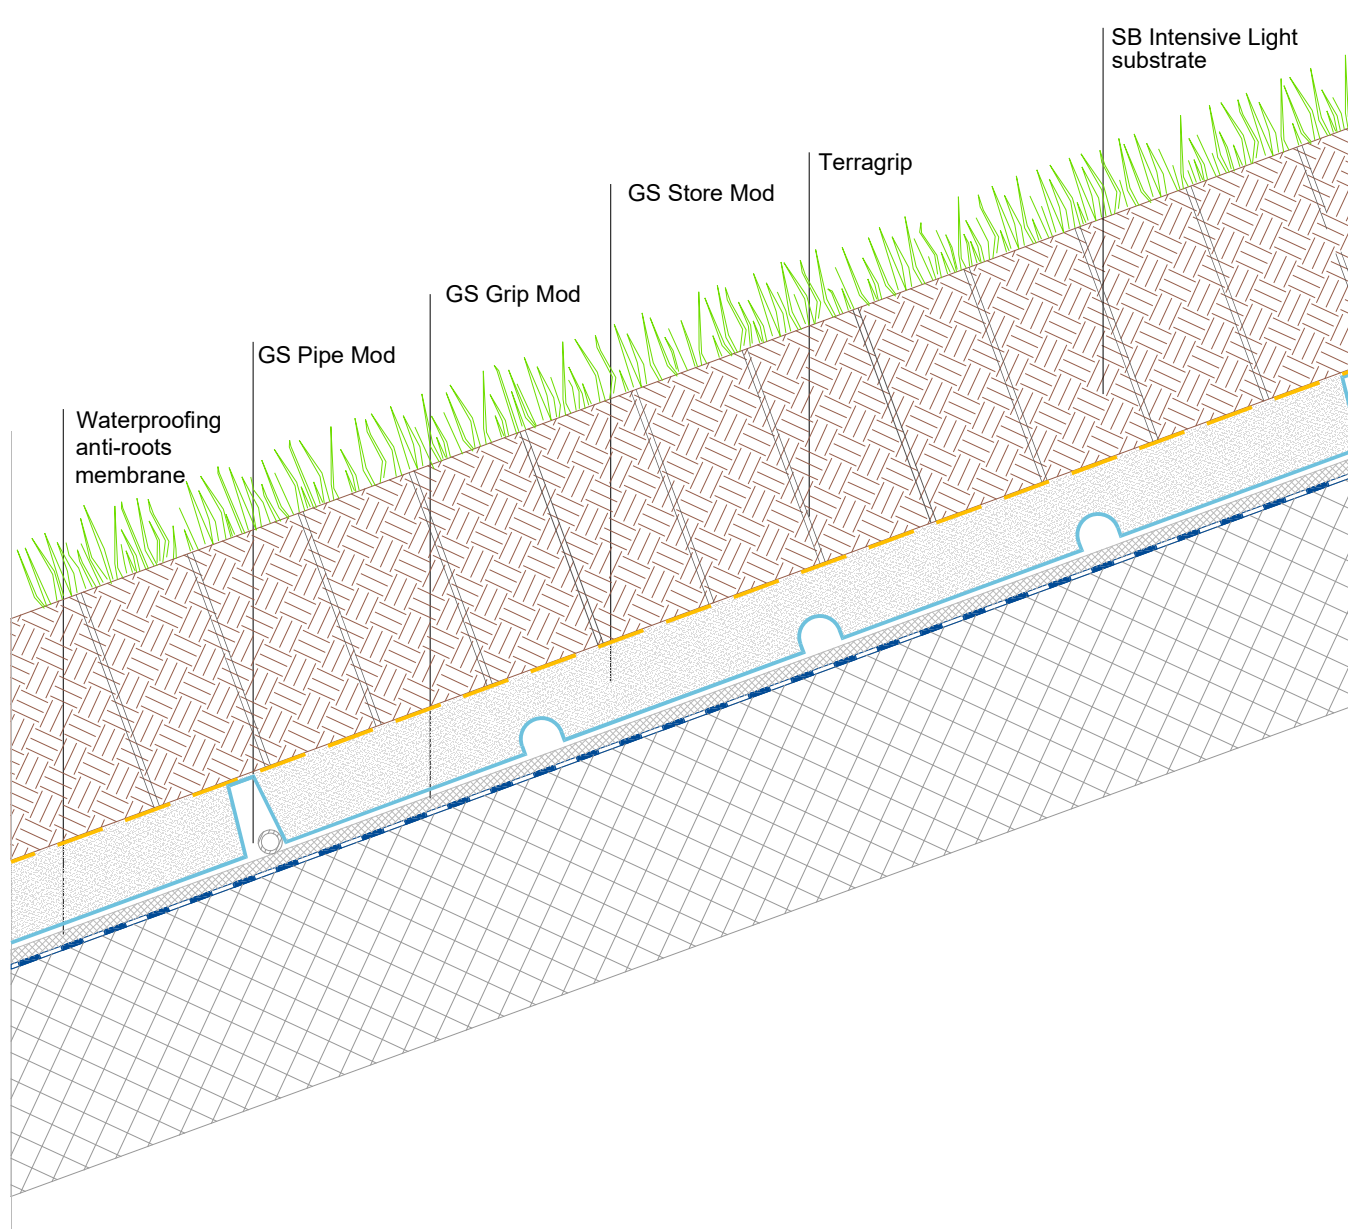 SB Intensive Light
substrate
Terragrip
GS Store Mod
GS Grip Mod
GS Pipe Mod
Waterproofing
anti-roots
membrane